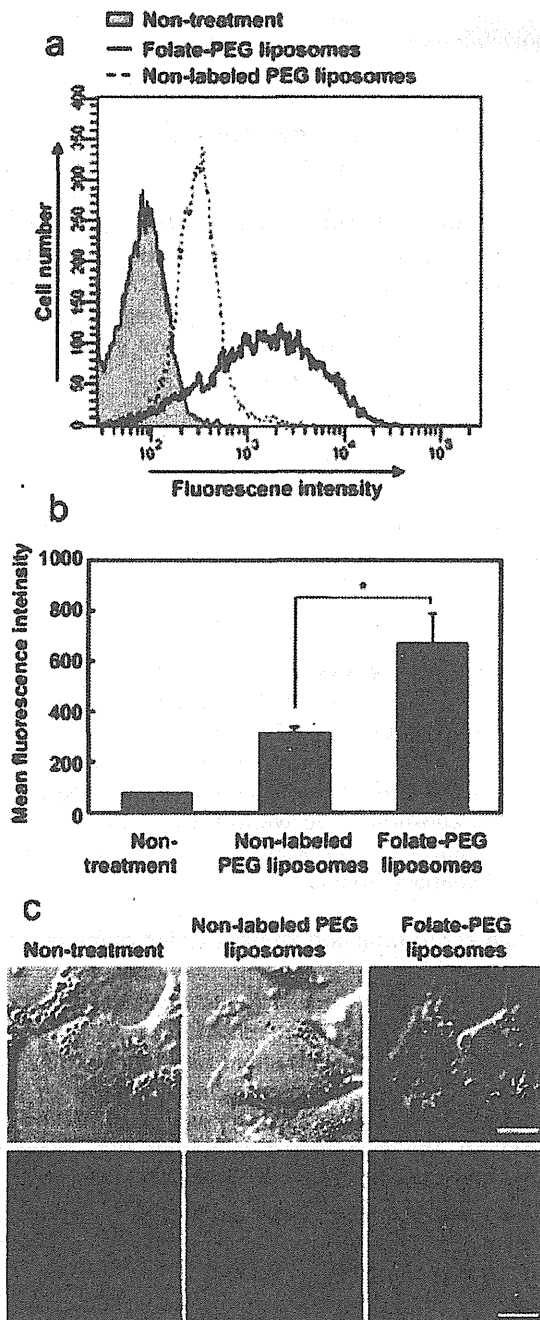 a
Non-treatment
Folate-PEG liposomes
Non-labeled PEG liposomes
400
350
300
250
200
150
100
50
0
Cell number
10²
10³
10⁴
10⁵
Fluorescene intensity
b
1000
800
600
400
200
0
Mean fluorescence inteinsity
*
Non-
treatment
Non-labeled
PEG liposomes
Folate-PEG
liposomes
c
Non-treatment
Non-labeled PEG
liposomes
Folate-PEG
liposomes